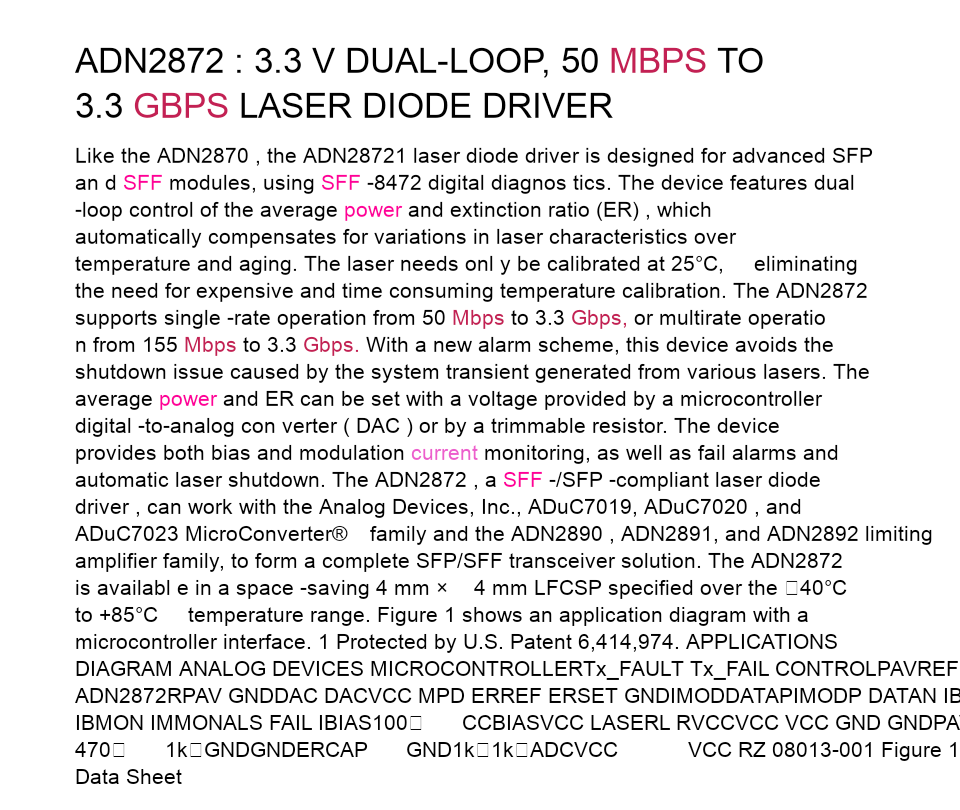 ADN2872 : 3.3 V DUAL-LOOP, 50 MBPS TO
3.3 GBPS LASER DIODE DRIVER
Like the ADN2870 , the ADN28721 laser diode driver is designed for advanced SFP
an d SFF modules, using SFF -8472 digital diagnos tics. The device features dual
-loop control of the average power and extinction ratio (ER) , which
automatically compensates for variations in laser characteristics over
temperature and aging. The laser needs onl y be calibrated at 25°C, eliminating
the need for expensive and time consuming temperature calibration. The ADN2872
supports single -rate operation from 50 Mbps to 3.3 Gbps, or multirate operatio
n from 155 Mbps to 3.3 Gbps. With a new alarm scheme, this device avoids the
shutdown issue caused by the system transient generated from various lasers. The
average power and ER can be set with a voltage provided by a microcontroller
digital -to-analog con verter ( DAC ) or by a trimmable resistor. The device
provides both bias and modulation current monitoring, as well as fail alarms and
automatic laser shutdown. The ADN2872 , a SFF -/SFP -compliant laser diode
driver , can work with the Analog Devices, Inc., ADuC7019, ADuC7020 , and
ADuC7023 MicroConverter® family and the ADN2890 , ADN2891, and ADN2892 limiting
amplifier family, to form a complete SFP/SFF transceiver solution. The ADN2872
is availabl e in a space -saving 4 mm × 4 mm LFCSP specified over the □40°C
to +85°C temperature range. Figure 1 shows an application diagram with a
microcontroller interface. 1 Protected by U.S. Patent 6,414,974. APPLICATIONS
DIAGRAM ANALOG DEVICES MICROCONTROLLERTx_FAULT Tx_FAIL CONTROLPAVREF
ADN2872RPAV GNDDAC DACVCC MPD ERREF ERSET GNDIMODDATAPIMODP DATAN IB
IBMON IMMONALS FAIL IBIAS100□ CCBIASVCC LASERL RVCCVCC VCC GND GNDPA
470□ 1k□GNDGNDERCAP GND1k□1k□ADCVCC VCC RZ 08013-001 Figure 1
Data Sheet